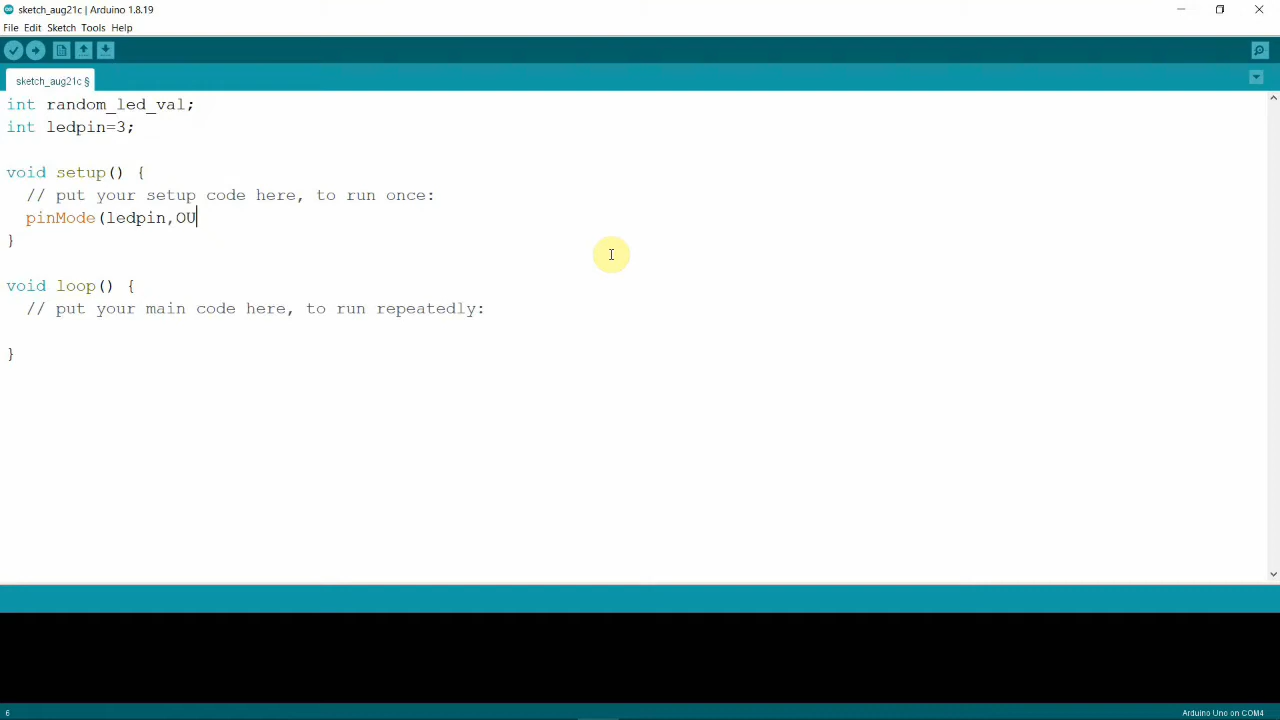 sketch_aug21c | Arduino 1.8.19
File Edit Sketch Tools Help
sketch_aug21c §
int random_led_val;
int ledpin=3;
void setup() {
// put your setup code here, to run once:
pinMode(ledpin,OU
}
void loop() {
// put your main code here, to run repeatedly:
}
6
Arduino Uno on COM4